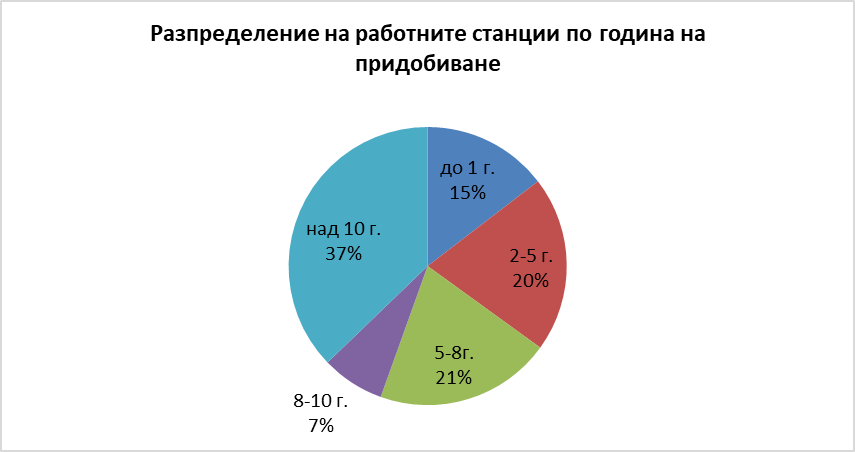 Разпределение на работните станции по година на
придобиване
до 1 г.
15%
2-5 г.
20%
5-8г.
21%
8-10 г.
7%
над 10 г.
37%